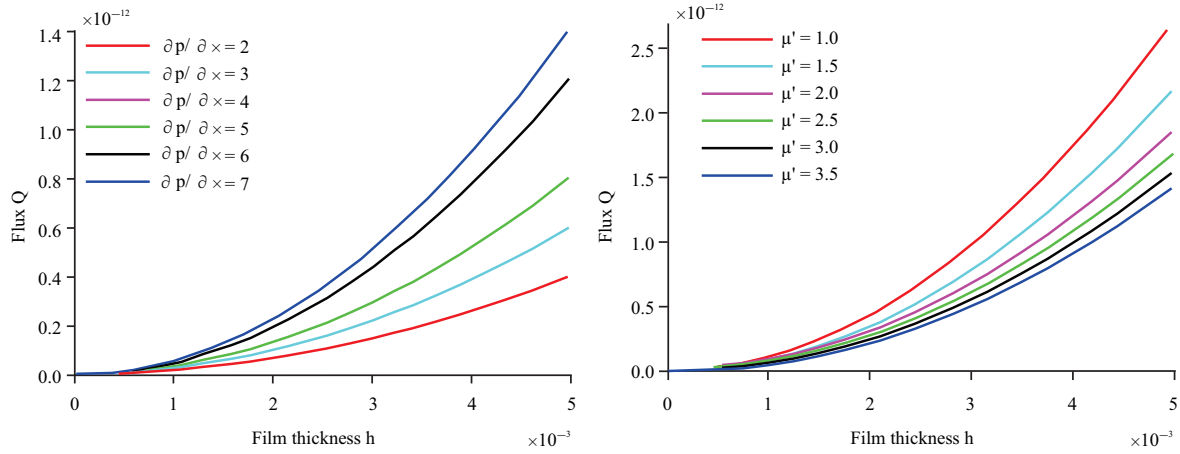 ×10⁻¹²
1.4
1.2
1.0
0.8
0.6
0.4
0.2
0.0
Flux Q
∂p/ ∂×= 2
∂p/ ∂×= 3
∂p/ ∂×= 4
∂p/ ∂×= 5
∂p/ ∂×= 6
∂p/ ∂×= 7
0 1 2 3 4 5
Film thickness h
×10⁻³
×10⁻¹²
2.5
2.0
1.5
1.0
0.5
0.0
Flux Q
µ' = 1.0
µ' = 1.5
µ' = 2.0
µ' = 2.5
µ' = 3.0
µ' = 3.5
0 1 2 3 4 5
Film thickness h
×10⁻³